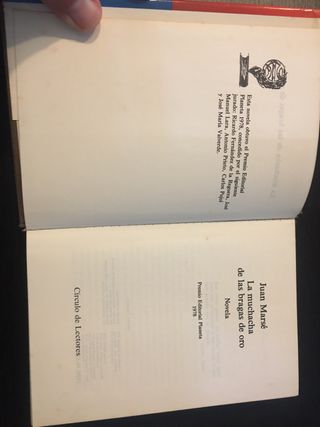 Esta novela obtuvo el Premio Editorial
Planeta 1978, concedido por el siguiente
jurado: Ricardo Fernández de la Reguera, José
Manuel Lara, Antonio Prieto, Carlos Pujol
y José María Valverde.
Juan Marsé
La muchacha
de las bragas de oro
Novela
Premio Editorial Planeta
1978
Círculo de Lectores